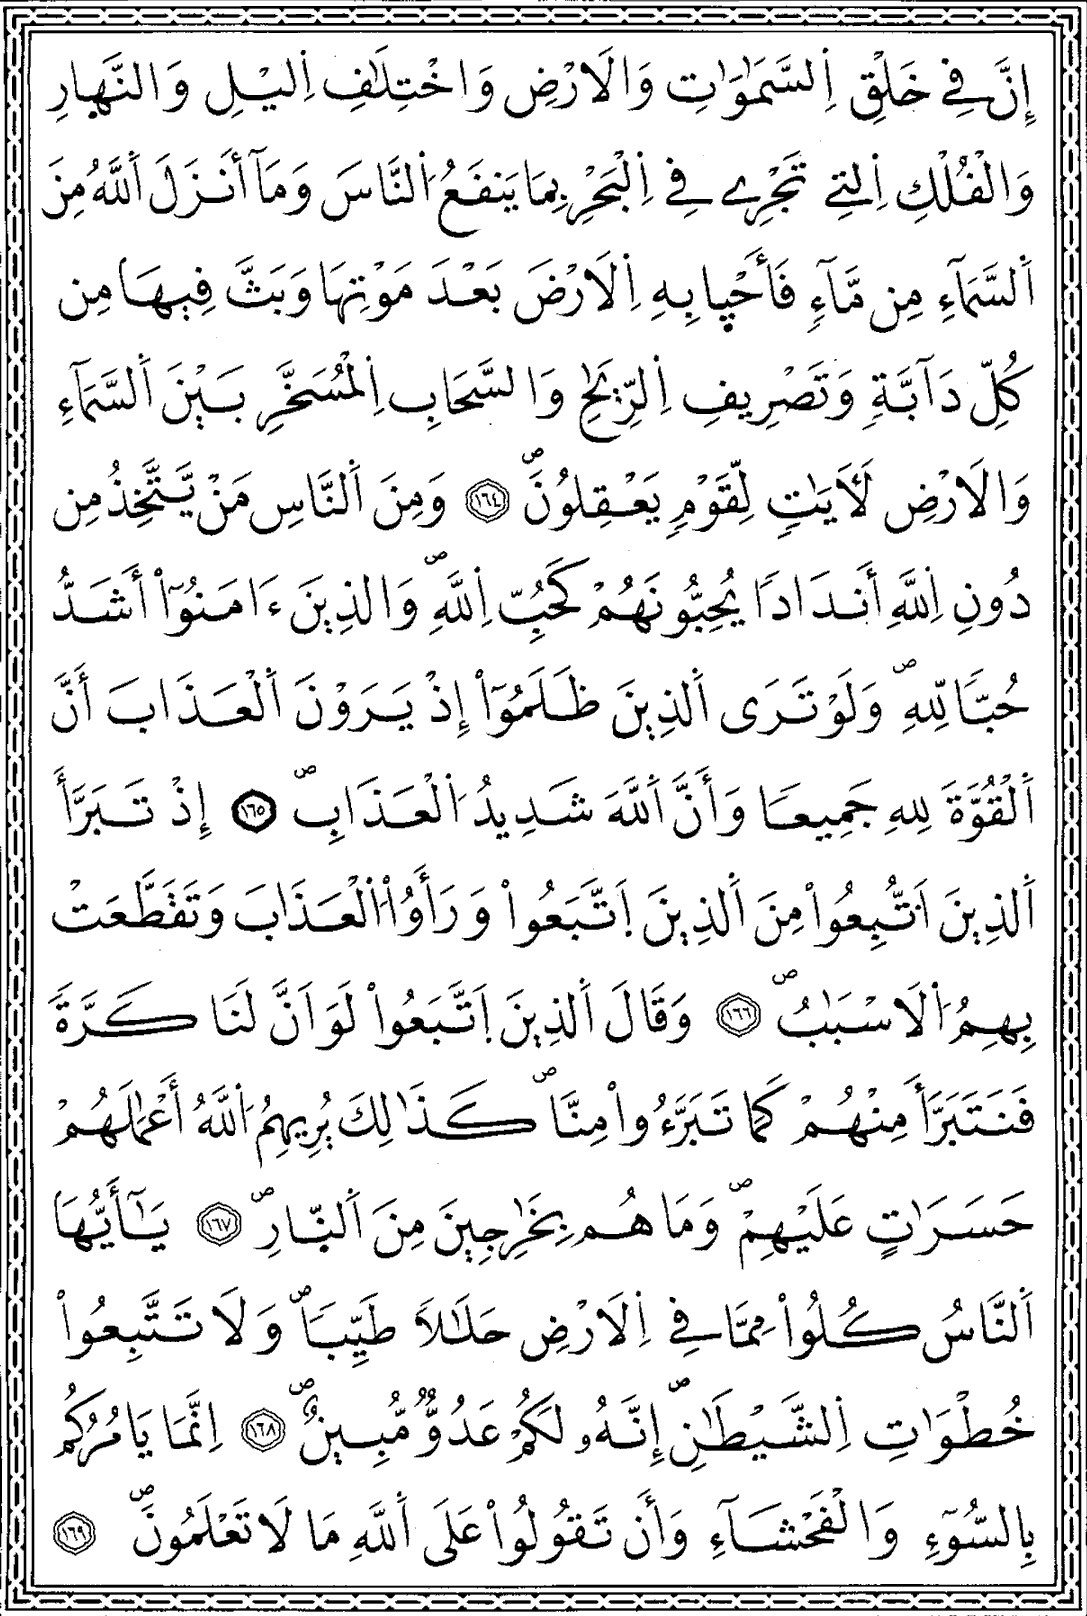 إِنَّ فِے خَلْقِ اِ۬لسَّمَٰوَٰتِ وَالَارْضِ وَاخْتِلَٰفِ اِ۬ليْلِ وَالنَّه۪ارِ
وَالْفُلْكِ اِ۬لتِے تَجْرِے فِے اِ۬لْبَحْرِ بِمَا يَنفَعُ اُ۬لنَّاسَ وَمَآ أَنزَلَ اَ۬للَّهُ مِنَ
اَ۬لسَّمَآءِ مِن مَّآءٖ فَأَحْي۪ا بِهِ اِ۬لَارْضَ بَعْدَ مَوْتِهَا وَبَثَّ فِيهَا مِن
كُلِّ دَآبَّةٖ وَتَصْرِيفِ اِ۬لرِّيَٰحِ وَالسَّحَابِ اِ۬لْمُسَخَّرِ بَيْنَ اَ۬لسَّمَآءِ
وَالَارْضِ لَأٓيَٰتٖ لِّقَوْمٖ يَعْقِلُونَۖ ١٦٤ وَمِنَ اَ۬لنَّاسِ مَنْ يَّتَّخِذُ مِن
دُونِ اِ۬للَّهِ أَندَاداٗ يُحِبُّونَهُمْ كَحُبِّ اِ۬للَّهِۖ وَالذِينَ ءَامَنُوٓاْ أَشَدُّ
حُبّاٗ لِّلهِۖ وَلَوْ تَرَى اَ۬لذِينَ ظَلَمُوٓاْ إِذْ يَرَوْنَ اَ۬لْعَذَابَ أَنَّ
اَ۬لْقُوَّةَ لِلهِ جَمِيعاٗ وَأَنَّ اَ۬للَّهَ شَدِيدُ اُ۬لْعَذَابِۖ ١٦٥ إِذْ تَبَرَّأَ
اَ۬لذِينَ اَ۟تُّبِعُواْ مِنَ اَ۬لذِينَ اَ۪تَّبَعُواْ وَرَأَوُاْ اُ۬لْعَذَابَ وَتَقَطَّعَتْ
بِهِمُ اُ۬لَاسْبَٰبُۖ ١٦٦ وَقَالَ اَ۬لذِينَ اَ۪تَّبَعُواْ لَوَ اَنَّ لَنَا كَرَّةٗ
فَنَتَبَرَّأَ مِنْهُمْ كَمَا تَبَرَّءُواْ مِنَّاۖ كَذَٰلِكَ يُرِيهِمُ اُ۬للَّهُ أَعْمَٰلَهُمْ
حَسَرَٰتٍ عَلَيْهِمْۖ وَمَا هُم بِخَٰرِجِينَ مِنَ اَ۬لنّ۪ارِۖ ١٦٧ يَٰٓأَيُّهَا
اَ۬لنَّاسُ كُلُواْ مِمَّا فِے اِ۬لَارْضِ حَلَٰلاٗ طَيِّباٗۖ وَلَا تَتَّبِعُواْ
خُطْوَٰتِ اِ۬لشَّيْطَٰنِۖ إِنَّهُۥ لَكُمْ عَدُوّٞ مُّبِينٌۖ ١٦٨ اِنَّمَا يَامُرُكُم
بِالسُّوٓءِ وَالْفَحْشَآءِ وَأَن تَقُولُواْ عَلَى اَ۬للَّهِ مَا لَا تَعْلَمُونَۖ ١٦٩